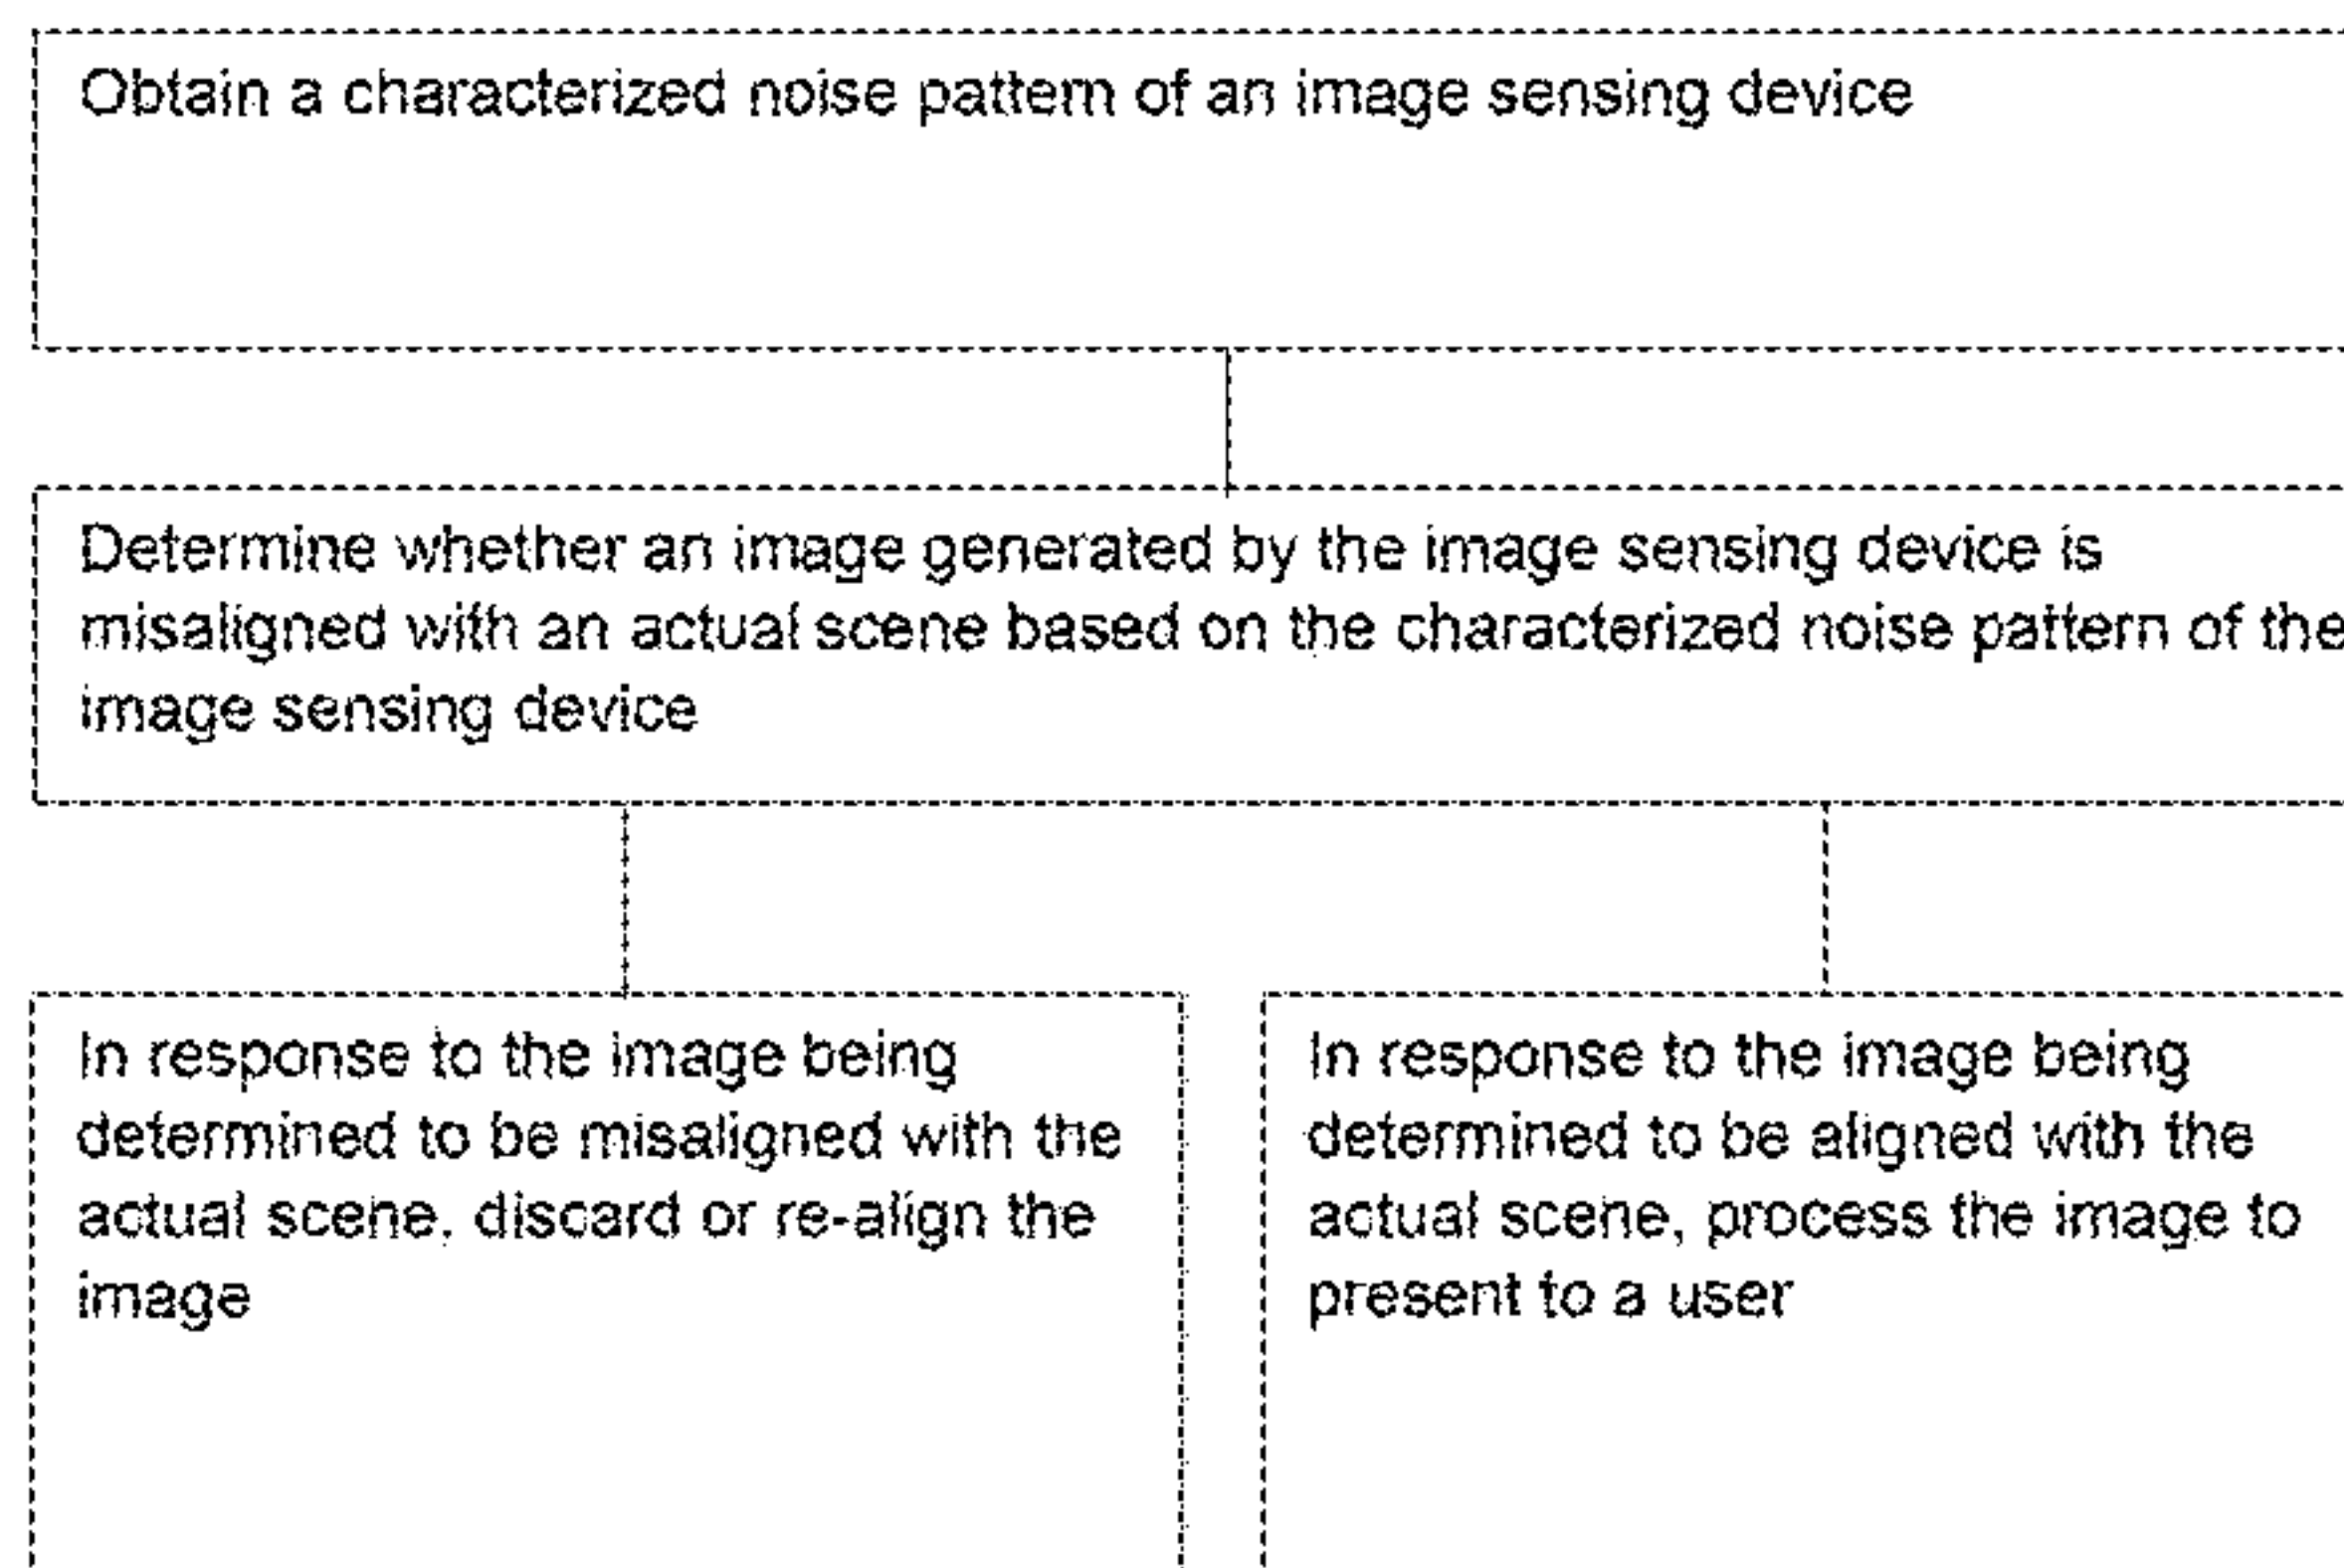 Obtain a characterized noise pattern of an image sensing device
Determine whether an image generated by the image sensing device is
misaligned with an actual scene based on the characterized noise pattern of the
image sensing device
In response to the image being
determined to be misaligned with the
actual scene, discard or re-align the
image
In response to the image being
determined to be aligned with the
actual scene, process the image to
present to a user